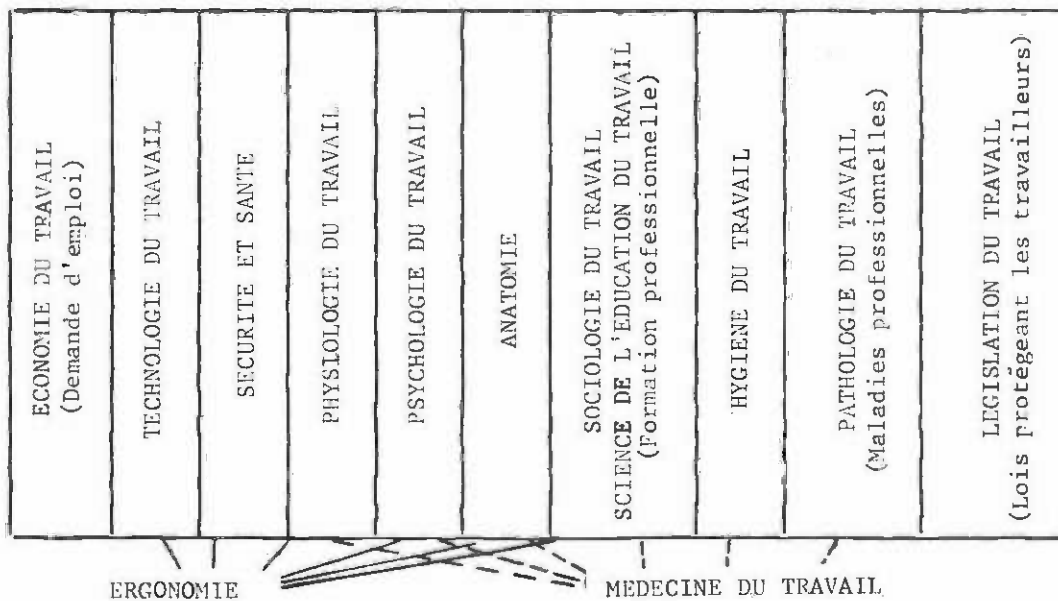 ECONOMIE DU TRAVAIL
(Demande d'emploi)
TECHNOLOGIE DU TRAVAIL
SECURITE ET SANTE
PHYSIOLOGIE DU TRAVAIL
PSYCHOLOGIE DU TRAVAIL
ANATOMIE
SOCIOLOGIE DU TRAVAIL
SCIENCE DE L'EDUCATION DU TRAVAIL
(Formation professionnelle)
HYGIENE DU TRAVAIL
PATHOLOGIE DU TRAVAIL
(Maladies professionnelles)
LEGISLATION DU TRAVAIL
(Lois protégeant les travailleurs)
ERGONOMIE
MEDECINE DU TRAVAIL